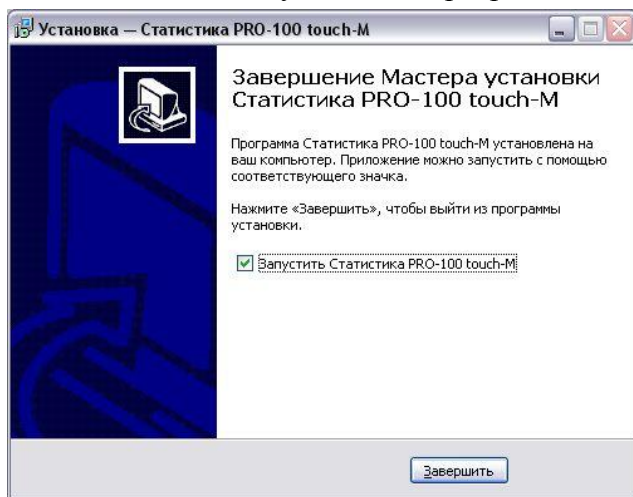 Установка — Статистика PRO-100 touch-M
Завершение Мастера установки
Статистика PRO-100 touch-M
Программа Статистика PRO-100 touch-M установлена на
ваш компьютер. Приложение можно запустить с помощью
соответствующего значка.
Нажмите «Завершить», чтобы выйти из программы
установки.
Запустить Статистика PRO-100 touch-M
Завершить